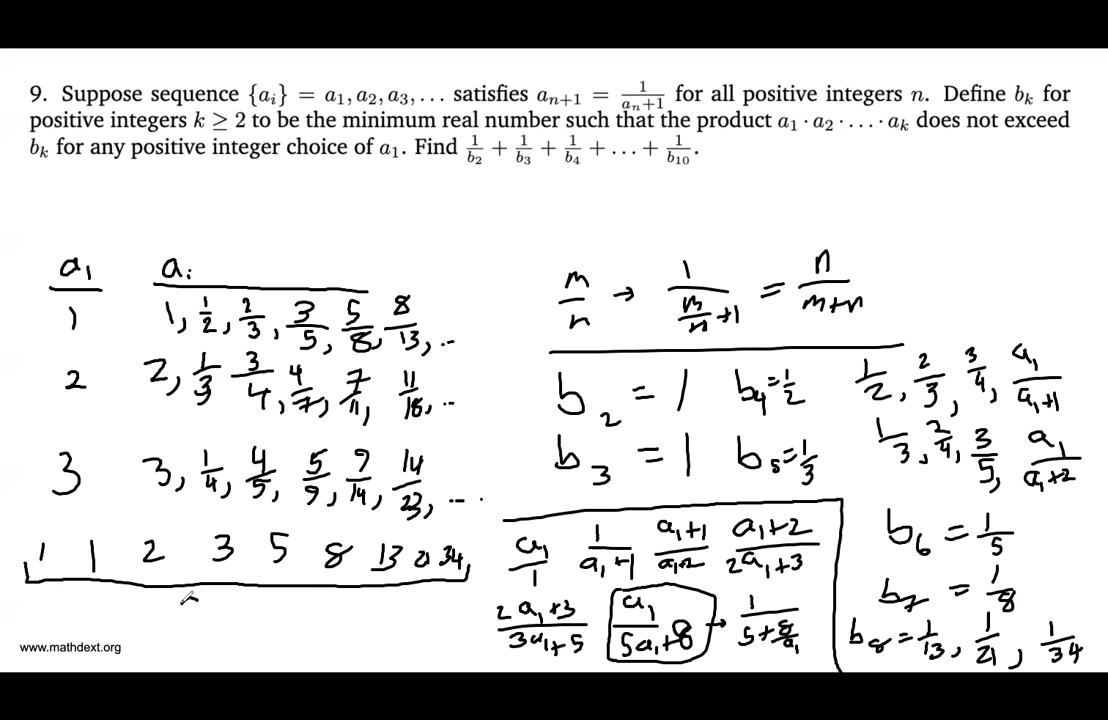 9. Suppose sequence {a_i} = a_1, a_2, a_3, ... satisfies a_{n+1} = 1/(a_n+1) for all positive integers n. Define b_k for
positive integers k ≥ 2 to be the minimum real number such that the product a_1 · a_2 · ... · a_k does not exceed
b_k for any positive integer choice of a_1. Find 1/b_2 + 1/b_3 + 1/b_4 + ... + 1/b_10.
a_1 a_i
1 1, 1/2, 2/3, 3/5, 5/8, 8/13, ...
2 2, 1/3 3/4, 4/7, 7/11, 11/18, ...
3 3, 1/4, 4/5, 5/9, 9/14, 14/23, ...
1 1 2 3 5 8 13 21 34,
m/n → 1/(m/n+1) = n/(m+n)
b_2 = 1 b_4 = 1/2 1/2, 2/3, 3/4, a_1/(a_1+1)
b_3 = 1 b_5 = 1/3 1/3, 2/4, 3/5, a_1/(a_1+2)
a_1/1 1/(a_1+1) (a_1+1)/(a_1+2) (a_1+2)/(2a_1+3)
(2a_1+3)/(3a_1+5) a_1/(5a_1+8) → 1/(5+8/a_1)
b_6 = 1/5
b_7 = 1/8
b_8 = 1/13, 1/21, 1/34
www.mathdext.org